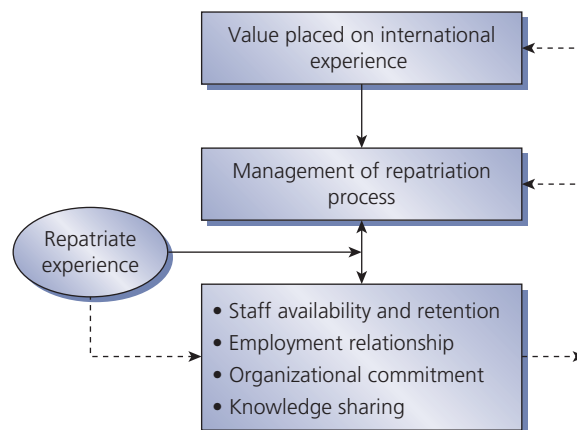 Value placed on international
experience
Management of repatriation
process
Repatriate
experience
• Staff availability and retention
• Employment relationship
• Organizational commitment
• Knowledge sharing